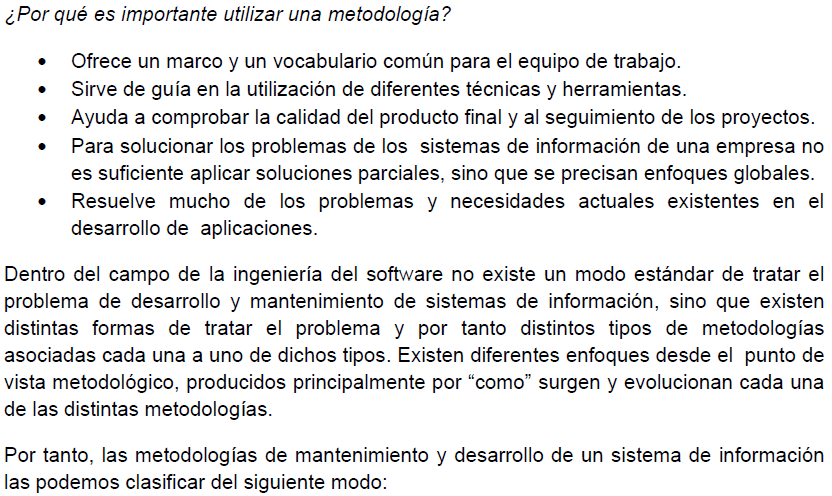 ¿Por qué es importante utilizar una metodología?
• Ofrece un marco y un vocabulario común para el equipo de trabajo.
• Sirve de guía en la utilización de diferentes técnicas y herramientas.
• Ayuda a comprobar la calidad del producto final y al seguimiento de los proyectos.
• Para solucionar los problemas de los  sistemas de información de una empresa no
es suficiente aplicar soluciones parciales, sino que se precisan enfoques globales.
• Resuelve mucho de los problemas y necesidades actuales existentes en el
desarrollo de  aplicaciones.
Dentro del campo de la ingeniería del software no existe un modo estándar de tratar el
problema de desarrollo y mantenimiento de sistemas de información, sino que existen
distintas formas de tratar el problema y por tanto distintos tipos de metodologías
asociadas cada una a uno de dichos tipos. Existen diferentes enfoques desde el  punto de
vista metodológico, producidos principalmente por “como” surgen y evolucionan cada una
de las distintas metodologías.
Por tanto, las metodologías de mantenimiento y desarrollo de un sistema de información
las podemos clasificar del siguiente modo: